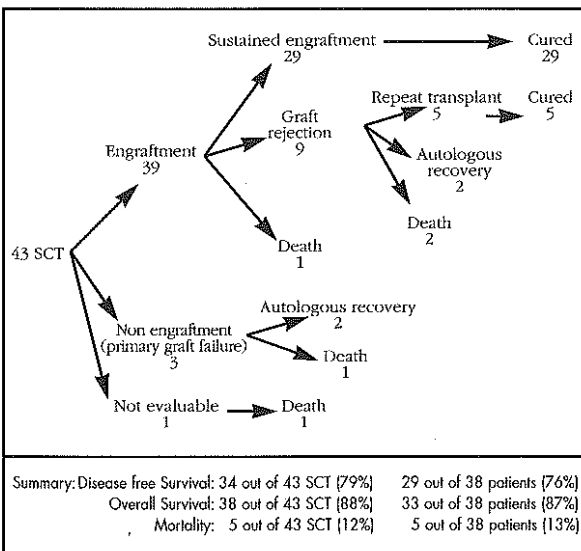 Sustained engraftment
29
Cured
29
Graft
rejection
9
Repeat transplant
5
Cured
5
Engraftment
39
Autologous
recovery
2
Death
2
Death
1
43 SCT
Non engraftment
(primary graft failure)
3
Autologous recovery
2
Death
1
Not evaluable
1
Death
1
Summary: Disease free Survival: 34 out of 43 SCT (79%) 29 out of 38 patients (76%)
Overall Survival: 38 out of 43 SCT (88%) 33 out of 38 patients (87%)
Mortality: 5 out of 43 SCT (12%) 5 out of 38 patients (13%)